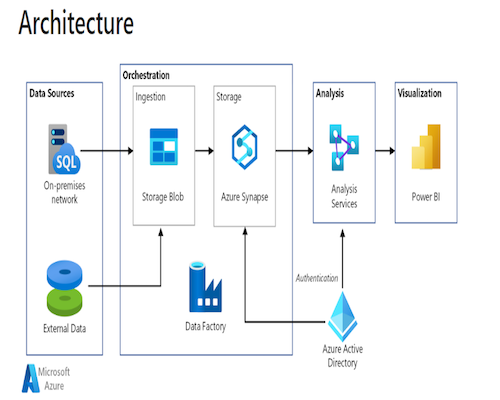 Architecture
Orchestration
Data Sources
Ingestion
Storage
Analysis
Visualization
SQL
On-premises
network
Storage Blob
Azure Synapse
Analysis
Services
Power BI
Authentication
External Data
Data Factory
Azure Active
Directory
Microsoft
Azure